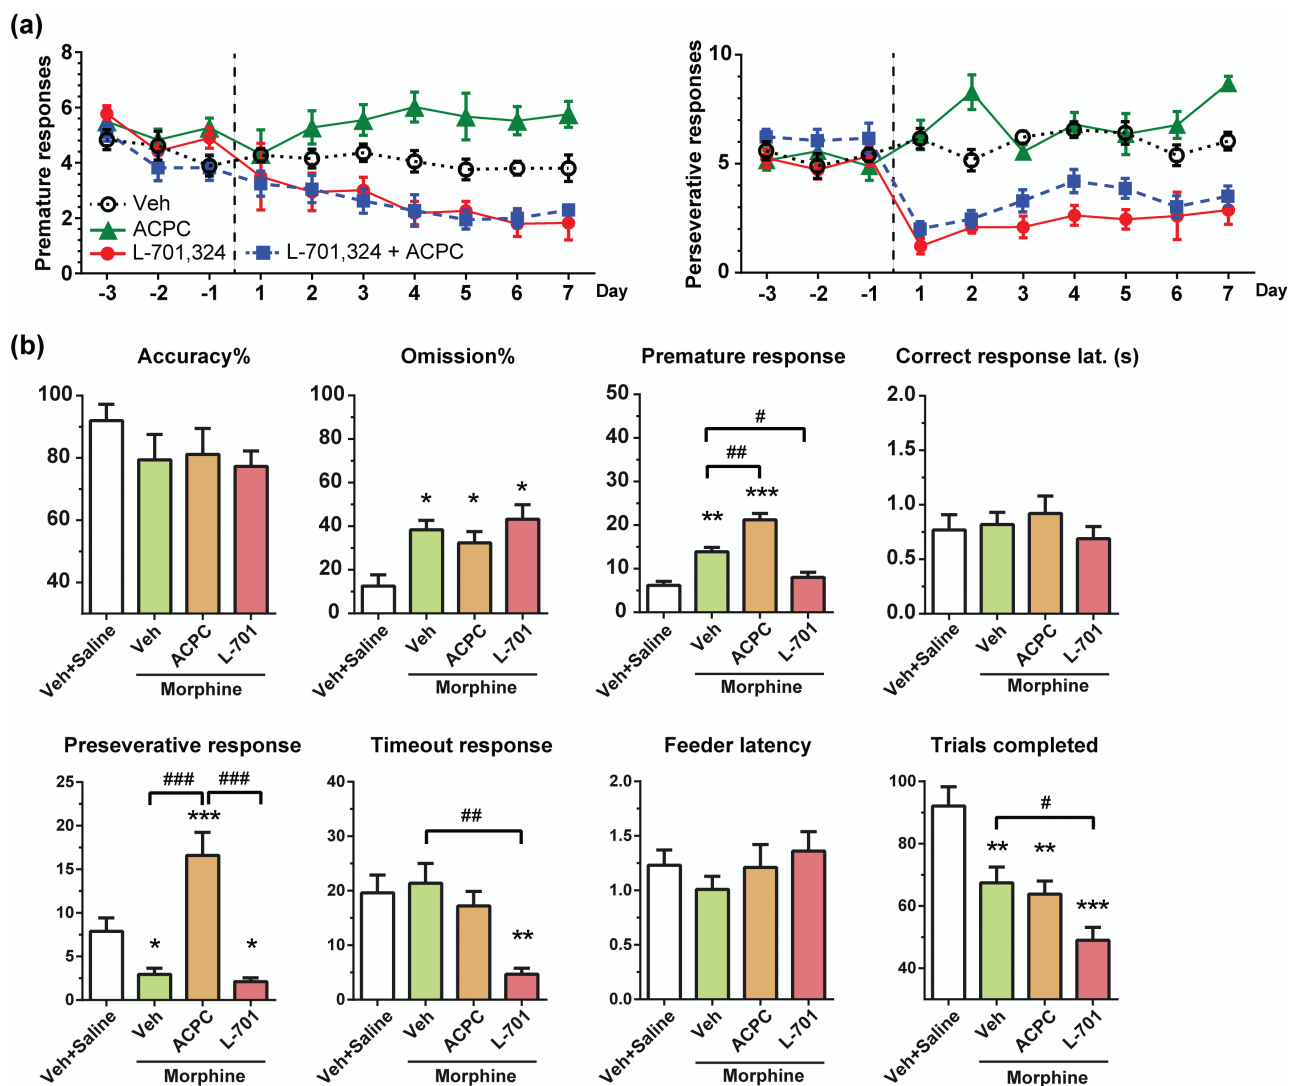 (a)
Premature responses
8
6
4
2
0
Veh
ACPC
L-701,324
L-701,324 + ACPC
-3 -2 -1 1 2 3 4 5 6 7 Day
Perseverative responses
10
5
0
-3 -2 -1 1 2 3 4 5 6 7 Day
(b)
Accuracy%
100
80
60
40
Veh+Saline Veh ACPC L-701
Morphine
Omission%
100
80
60
40
20
0
* * *
Veh+Saline Veh ACPC L-701
Morphine
Premature response
50
40
30
20
10
0
#
##
** ***
Veh+Saline Veh ACPC L-701
Morphine
Correct response lat. (s)
2.0
1.5
1.0
0.5
0.0
Veh+Saline Veh ACPC L-701
Morphine
Preseverative response
25
20
15
10
5
0
### ###
* *** *
Veh+Saline Veh ACPC L-701
Morphine
Timeout response
40
30
20
10
0
##
**
Veh+Saline Veh ACPC L-701
Morphine
Feeder latency
2.0
1.5
1.0
0.5
0.0
Veh+Saline Veh ACPC L-701
Morphine
Trials completed
100
80
60
40
#
** ** ***
Veh+Saline Veh ACPC L-701
Morphine